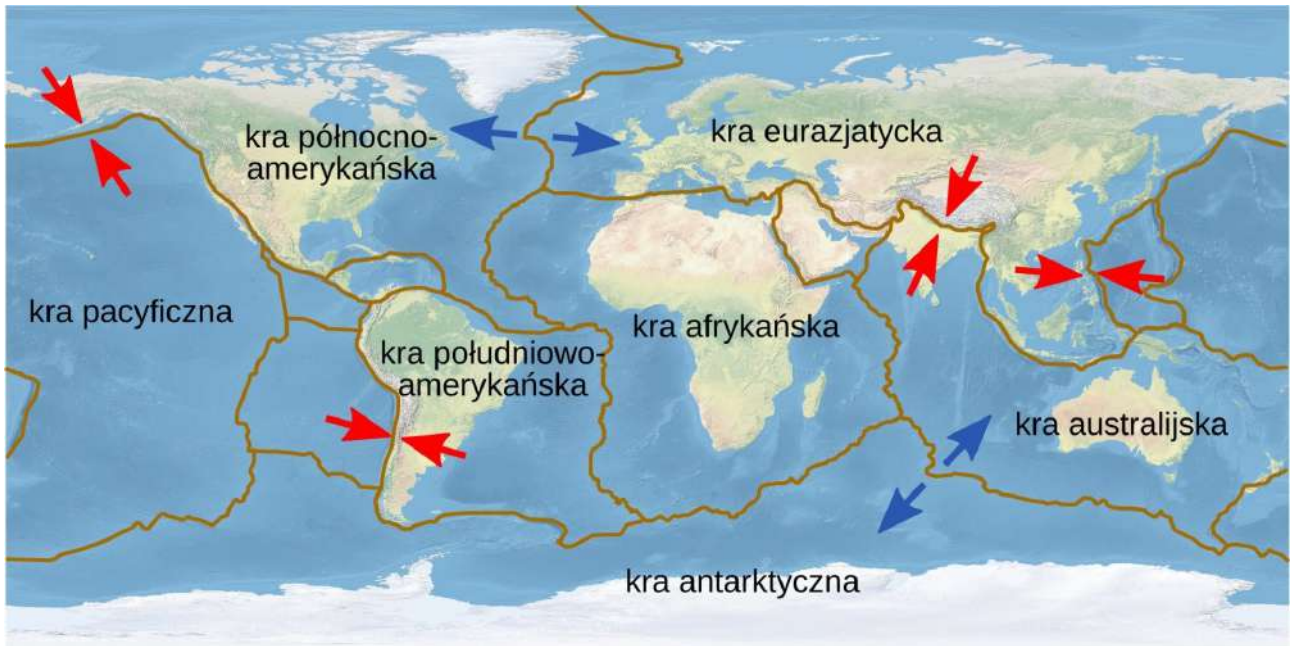 kra północno-
amerykańska
kra eurazjatycka
kra pacyficzna
kra afrykańska
kra południowo-
amerykańska
kra australijska
kra antarktyczna